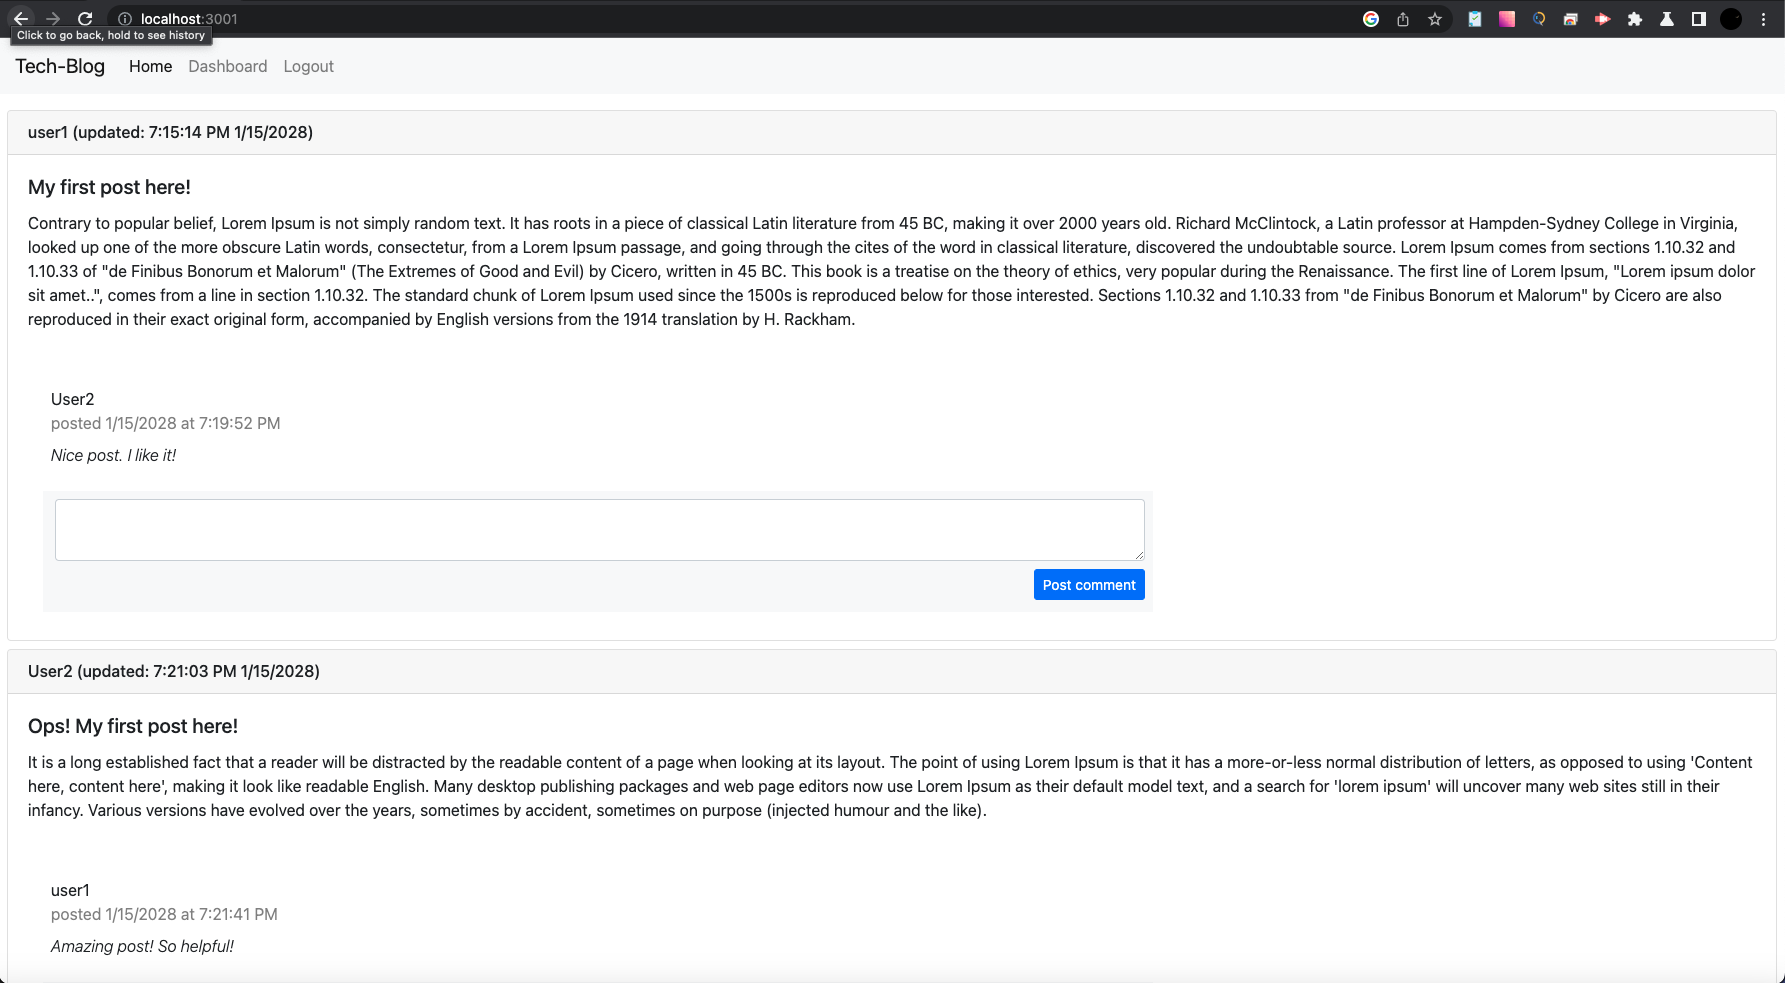 localhost:3001
Click to go back, hold to see history
Tech-Blog Home Dashboard Logout
user1 (updated: 7:15:14 PM 1/15/2028)
My first post here!
Contrary to popular belief, Lorem Ipsum is not simply random text. It has roots in a piece of classical Latin literature from 45 BC, making it over 2000 years old. Richard McClintock, a Latin professor at Hampden-Sydney College in Virginia,
looked up one of the more obscure Latin words, consectetur, from a Lorem Ipsum passage, and going through the cites of the word in classical literature, discovered the undoubtable source. Lorem Ipsum comes from sections 1.10.32 and
1.10.33 of "de Finibus Bonorum et Malorum" (The Extremes of Good and Evil) by Cicero, written in 45 BC. This book is a treatise on the theory of ethics, very popular during the Renaissance. The first line of Lorem Ipsum, "Lorem ipsum dolor
sit amet..", comes from a line in section 1.10.32. The standard chunk of Lorem Ipsum used since the 1500s is reproduced below for those interested. Sections 1.10.32 and 1.10.33 from "de Finibus Bonorum et Malorum" by Cicero are also
reproduced in their exact original form, accompanied by English versions from the 1914 translation by H. Rackham.
User2
posted 1/15/2028 at 7:19:52 PM
Nice post. I like it!
Post comment
User2 (updated: 7:21:03 PM 1/15/2028)
Ops! My first post here!
It is a long established fact that a reader will be distracted by the readable content of a page when looking at its layout. The point of using Lorem Ipsum is that it has a more-or-less normal distribution of letters, as opposed to using 'Content
here, content here', making it look like readable English. Many desktop publishing packages and web page editors now use Lorem Ipsum as their default model text, and a search for 'lorem ipsum' will uncover many web sites still in their
infancy. Various versions have evolved over the years, sometimes by accident, sometimes on purpose (injected humour and the like).
user1
posted 1/15/2028 at 7:21:41 PM
Amazing post! So helpful!